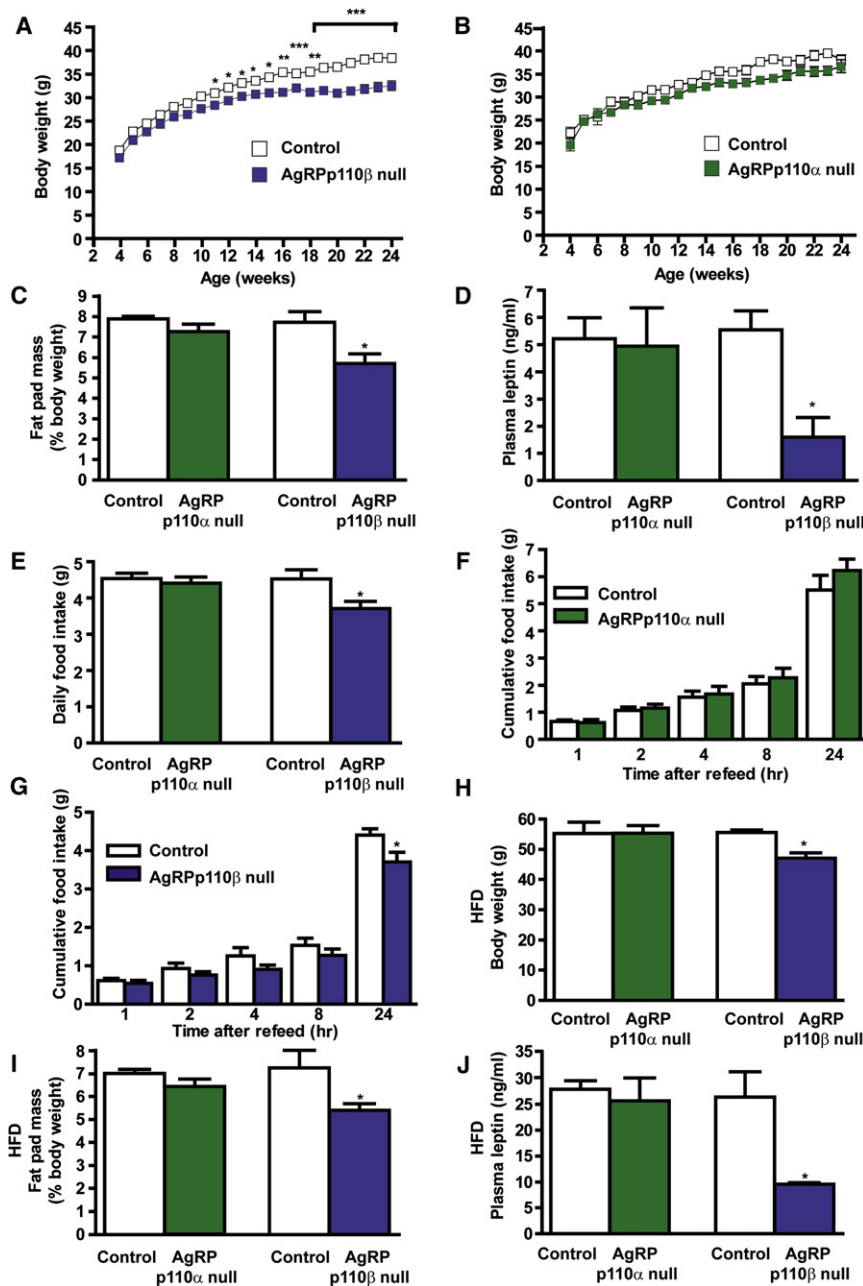 A
Body weight (g)
45
40
35
30
25
20
15
10
5
0
* * * * * ** *** **
***
Control
AgRPp110β null
2 4 6 8 10 12 14 16 18 20 22 24
Age (weeks)
B
Body weight (g)
45
40
35
30
25
20
15
10
5
0
Control
AgRPp110α null
2 4 6 8 10 12 14 16 18 20 22 24
Age (weeks)
C
Fat pad mass
(% body weight)
9
8
7
6
5
4
3
2
1
0
*
Control AgRP Control AgRP
p110α null p110β null
D
Plasma leptin (ng/ml)
7
6
5
4
3
2
1
0
*
Control AgRP Control AgRP
p110α null p110β null
E
Daily food intake (g)
5
4
3
2
1
0
*
Control AgRP Control AgRP
p110α null p110β null
F
Cumulative food intake (g)
7
6
5
4
3
2
1
0
Control
AgRPp110α null
1 2 4 8 24
Time after refeed (hr)
G
Cumulative food intake (g)
5
4
2
1
0
Control
AgRPp110β null
*
1 2 4 8 24
Time after refeed (hr)
H
HFD
Body weight (g)
60
50
40
30
20
10
0
*
Control AgRP Control AgRP
p110α null p110β null
I
HFD
Fat pad mass
(% body weight)
8
7
6
5
4
3
2
1
0
*
Control AgRP Control AgRP
p110α null p110β null
J
HFD
Plasma leptin (ng/ml)
35
30
25
20
15
10
5
0
*
Control AgRP Control AgRP
p110α null p110β null